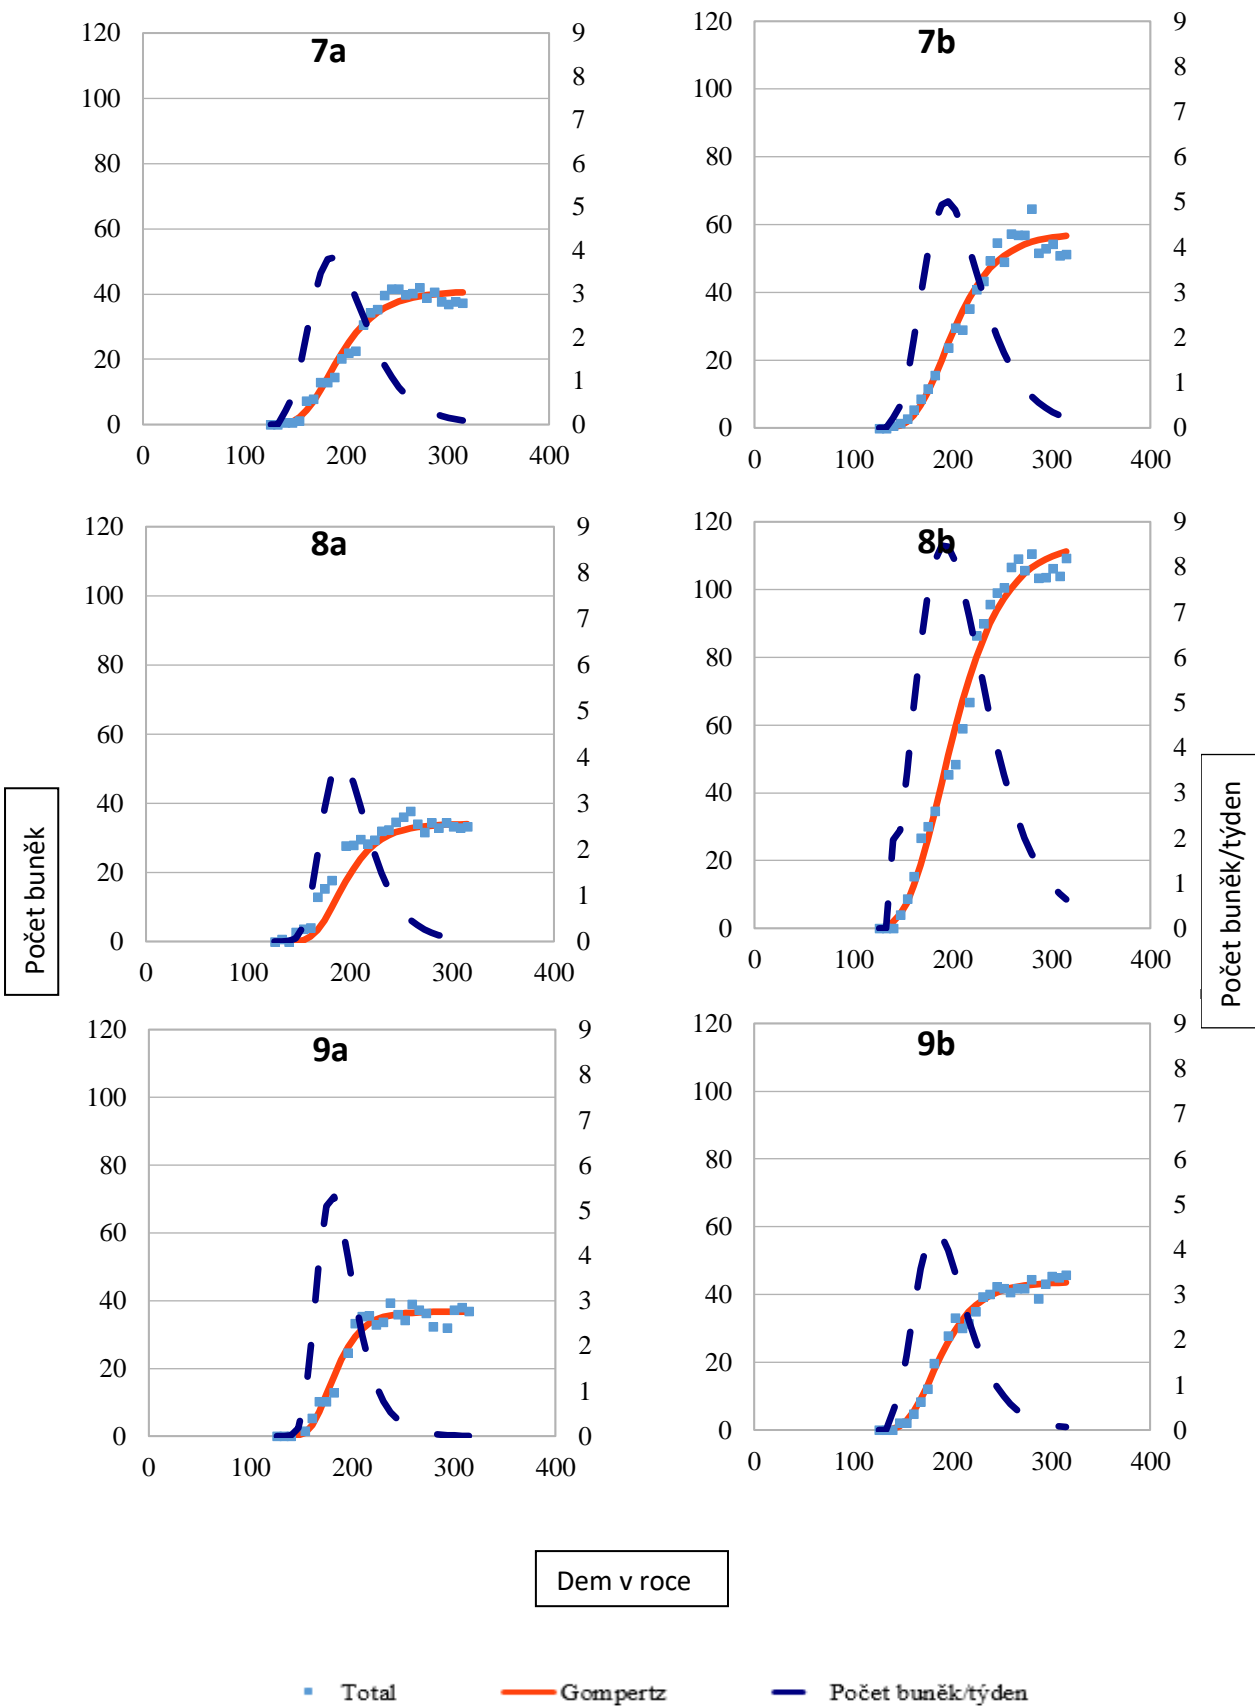 7a
120 100 80 60 40 20 0
9 8 7 6 5 4 3 2 1 0
0 100 200 300 400
7b
120 100 80 60 40 20 0
9 8 7 6 5 4 3 2 1 0
0 100 200 300 400
8a
120 100 80 60 40 20 0
9 8 7 6 5 4 3 2 1 0
0 100 200 300 400
8b
120 100 80 60 40 20 0
9 8 7 6 5 4 3 2 1 0
0 100 200 300 400
Počet buněk
Počet buněk/týden
9a
120 100 80 60 40 20 0
9 8 7 6 5 4 3 2 1 0
0 100 200 300 400
9b
120 100 80 60 40 20 0
9 8 7 6 5 4 3 2 1 0
0 100 200 300 400
Dem v roce
Total Gompertz Počet buněk/týden